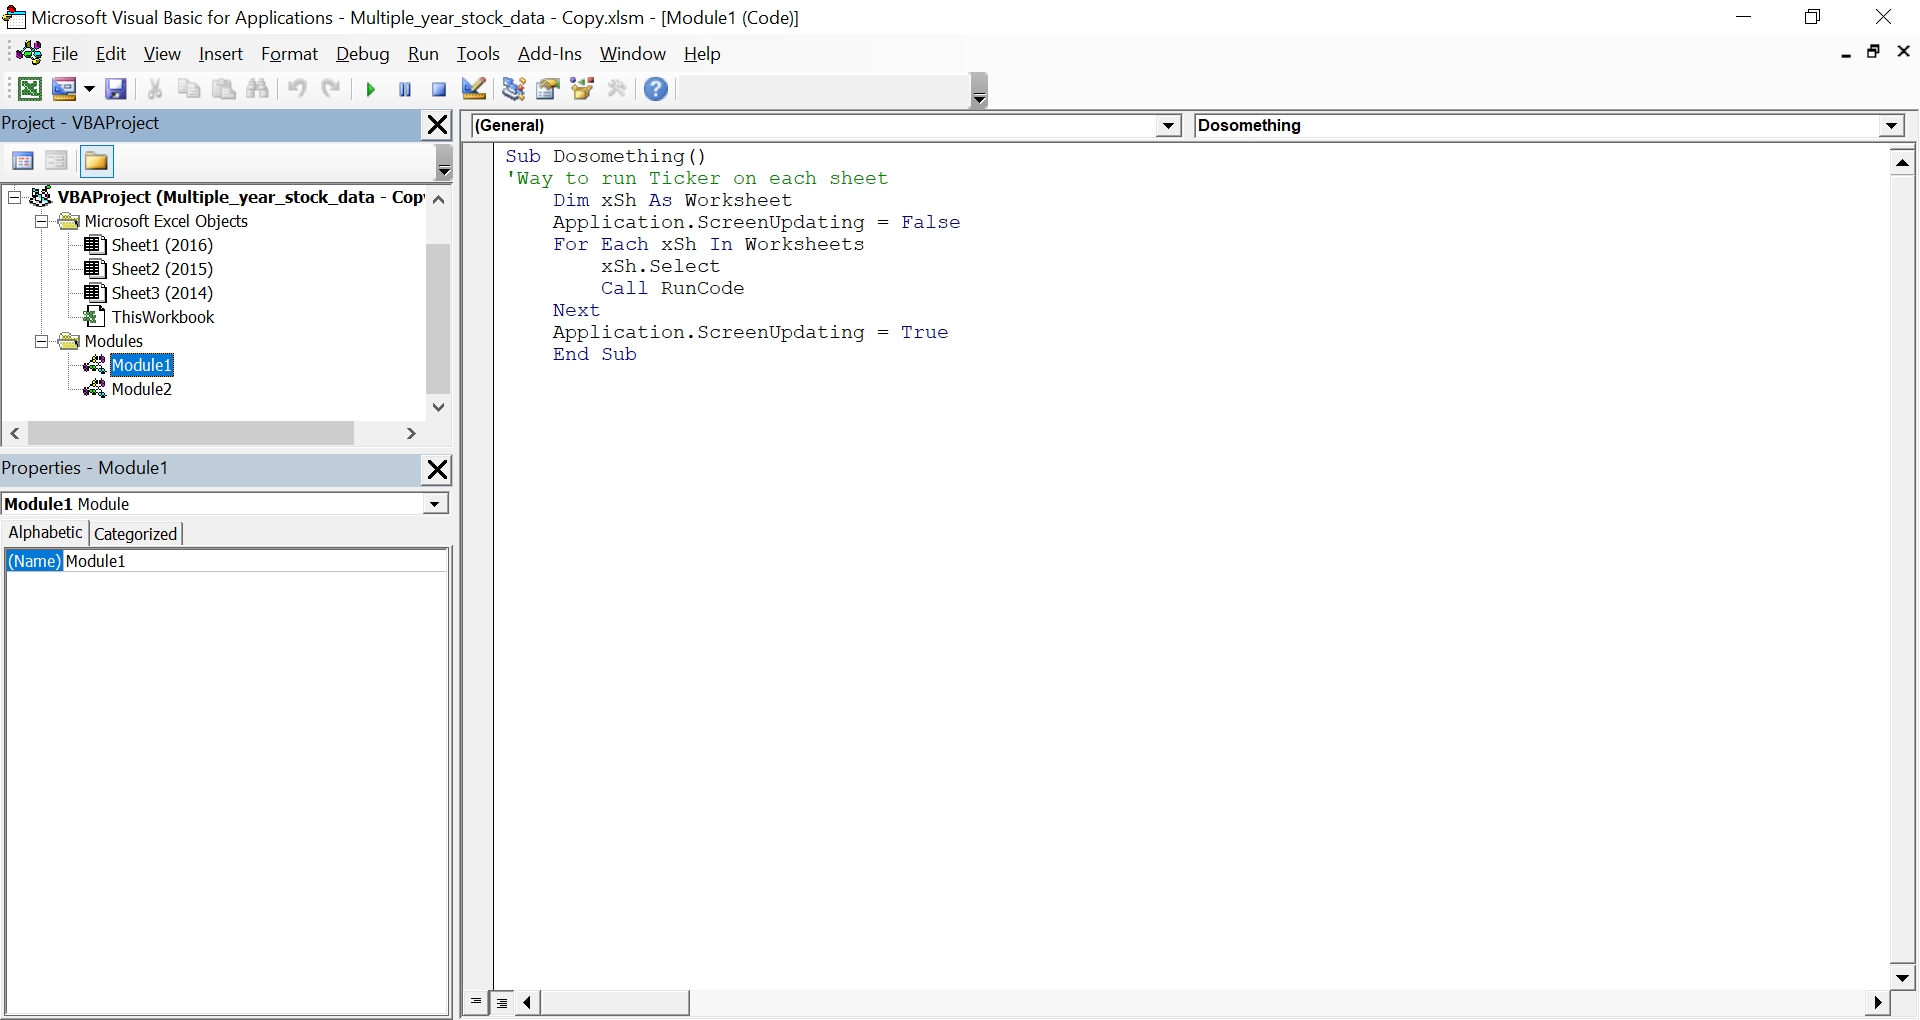 Microsoft Visual Basic for Applications - Multiple_year_stock_data - Copy.xlsm - [Module1 (Code)]
File Edit View Insert Format Debug Run Tools Add-Ins Window Help
Project - VBAProject
VBAProject (Multiple_year_stock_data - Cop
Microsoft Excel Objects
Sheet1 (2016)
Sheet2 (2015)
Sheet3 (2014)
ThisWorkbook
Modules
Module1
Module2
Properties - Module1
Module1 Module
Alphabetic Categorized
(Name) Module1
(General) Dosomething
Sub Dosomething()
'Way to run Ticker on each sheet
Dim xSh As Worksheet
Application.ScreenUpdating = False
For Each xSh In Worksheets
xSh.Select
Call RunCode
Next
Application.ScreenUpdating = True
End Sub